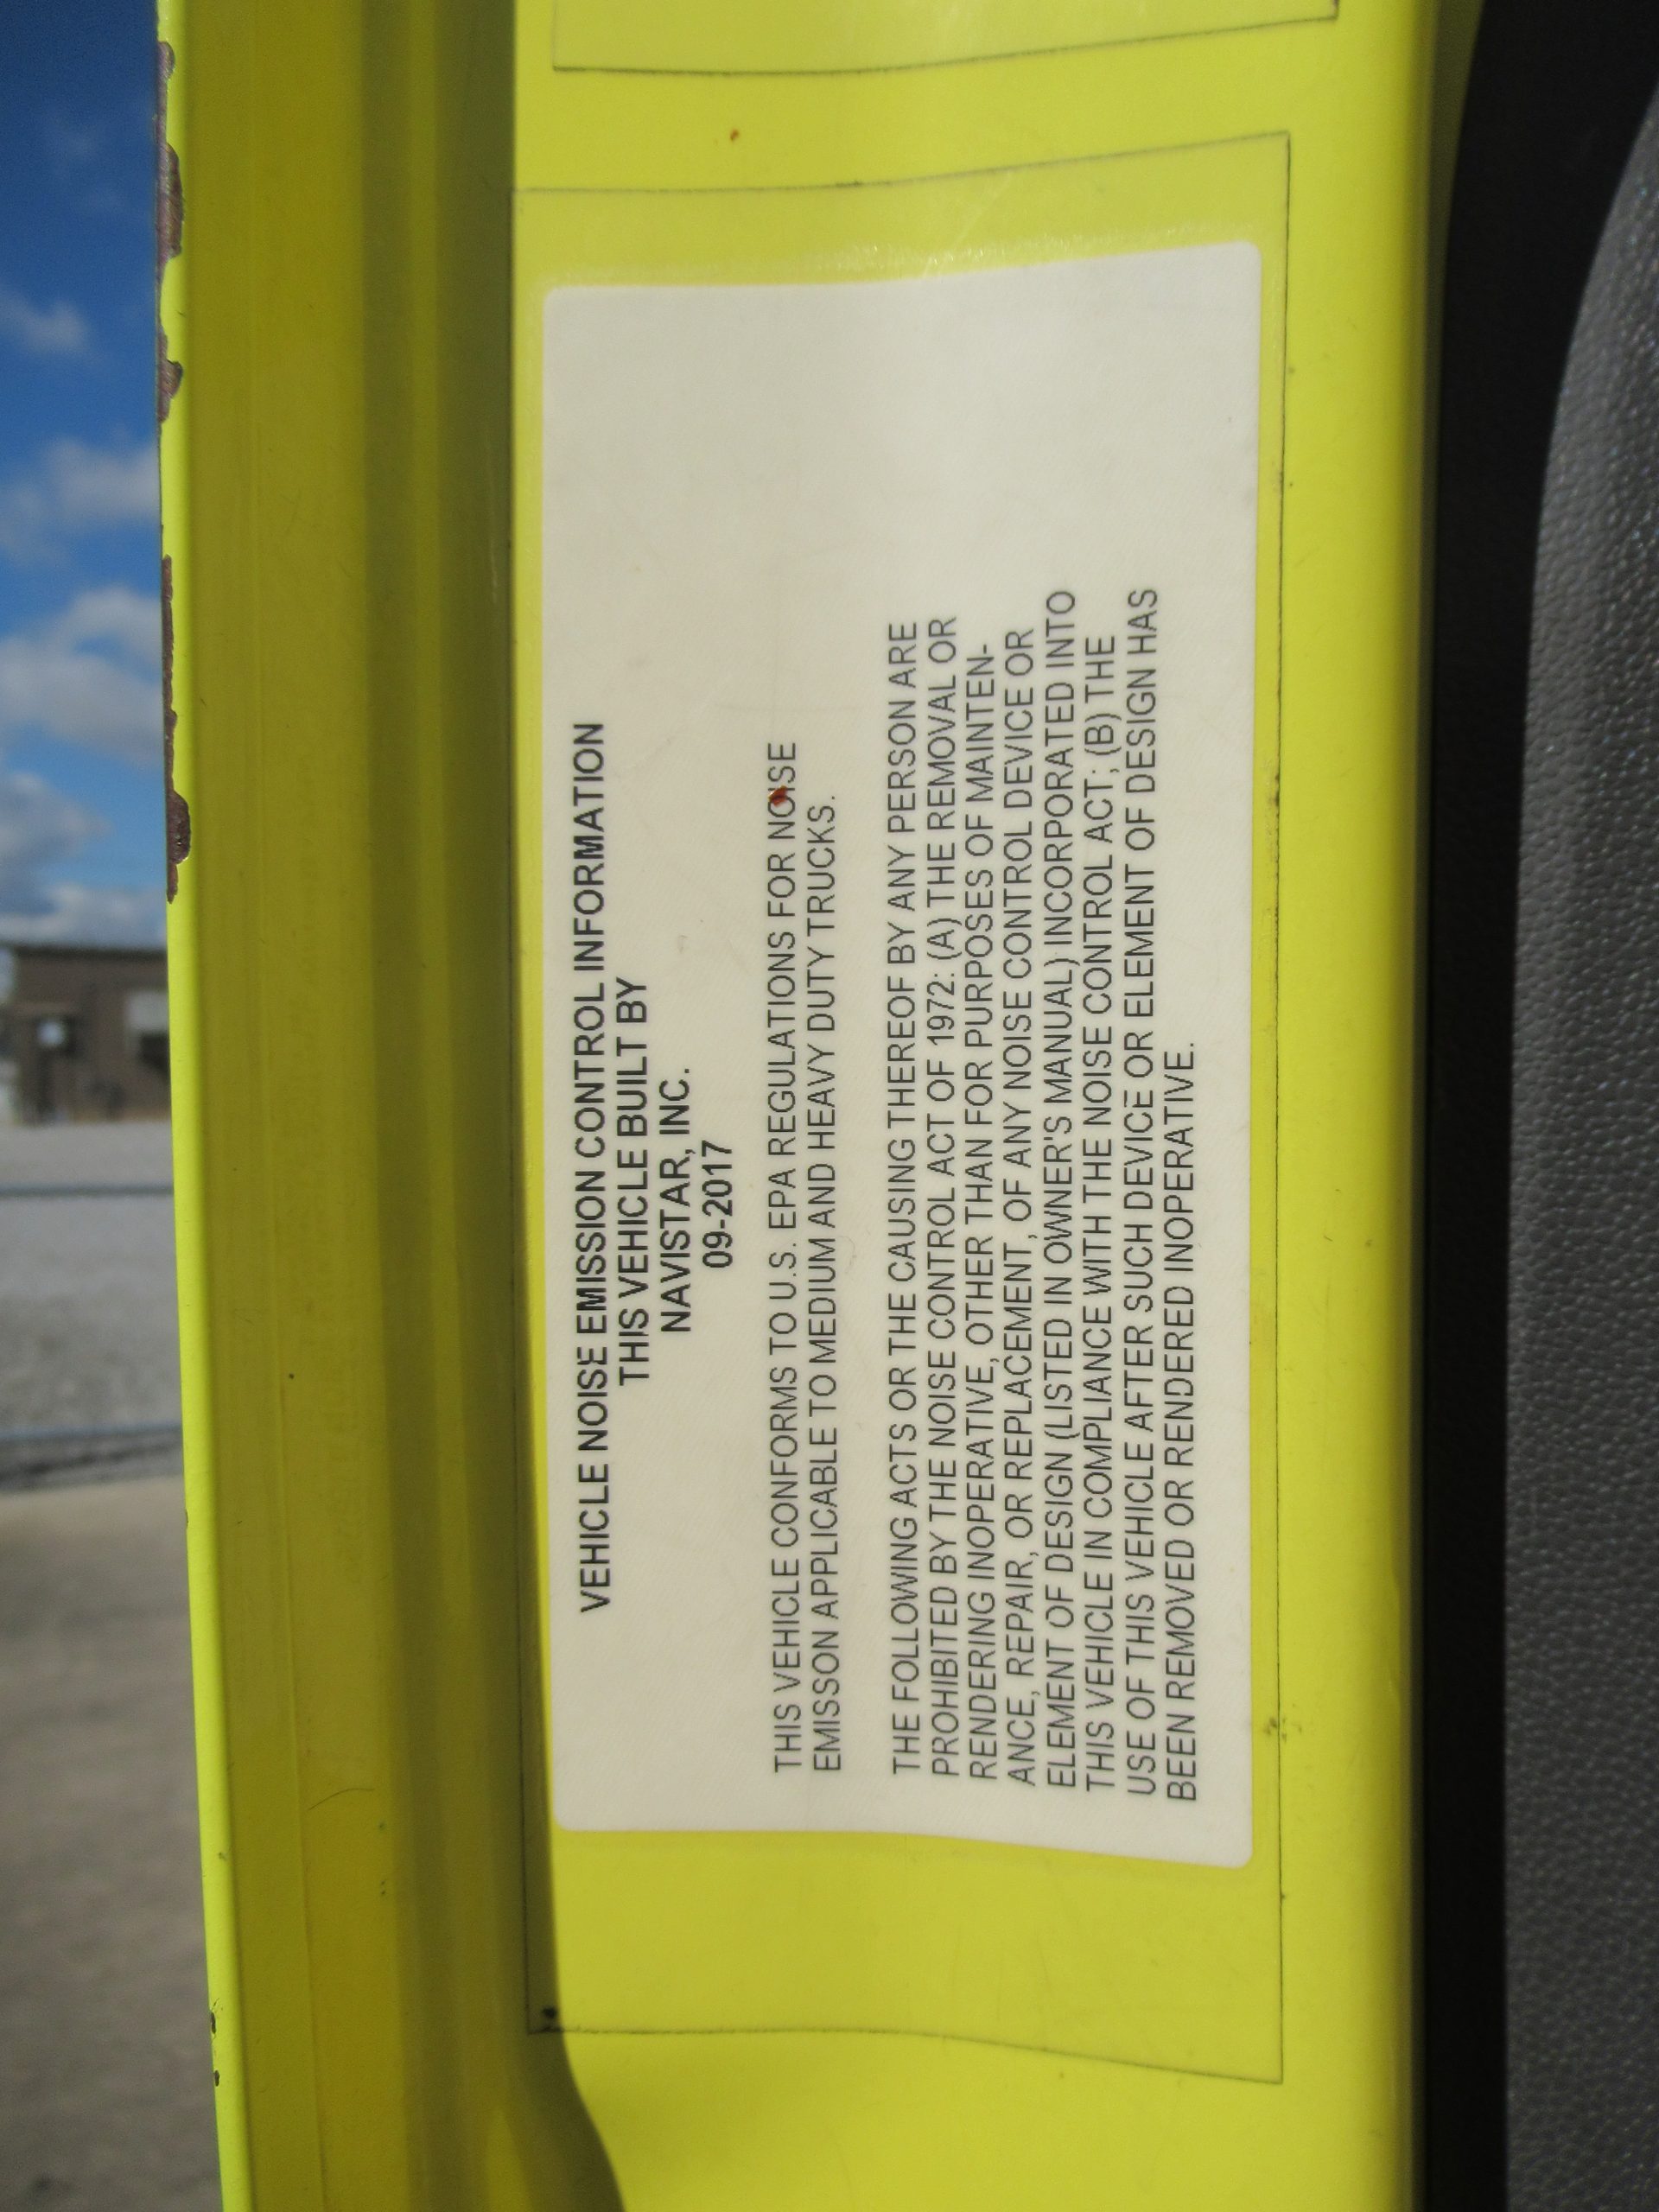 VEHICLE NOISE EMISSION CONTROL INFORMATION
THIS VEHICLE BUILT BY
NAVISTAR, INC.
09-2017
THIS VEHICLE CONFORMS TO U.S. EPA REGULATIONS FOR NOISE
EMISSON APPLICABLE TO MEDIUM AND HEAVY DUTY TRUCKS.
THE FOLLOWING ACTS OR THE CAUSING THEREOF BY ANY PERSON ARE
PROHIBITED BY THE NOISE CONTROL ACT OF 1972: (A) THE REMOVAL OR
RENDERING INOPERATIVE, OTHER THAN FOR PURPOSES OF MAINTEN-
ANCE, REPAIR, OR REPLACEMENT, OF ANY NOISE CONTROL DEVICE OR
ELEMENT OF DESIGN (LISTED IN OWNER'S MANUAL) INCORPORATED INTO
THIS VEHICLE IN COMPLIANCE WITH THE NOISE CONTROL ACT; (B) THE
USE OF THIS VEHICLE AFTER SUCH DEVICE OR ELEMENT OF DESIGN HAS
BEEN REMOVED OR RENDERED INOPERATIVE.